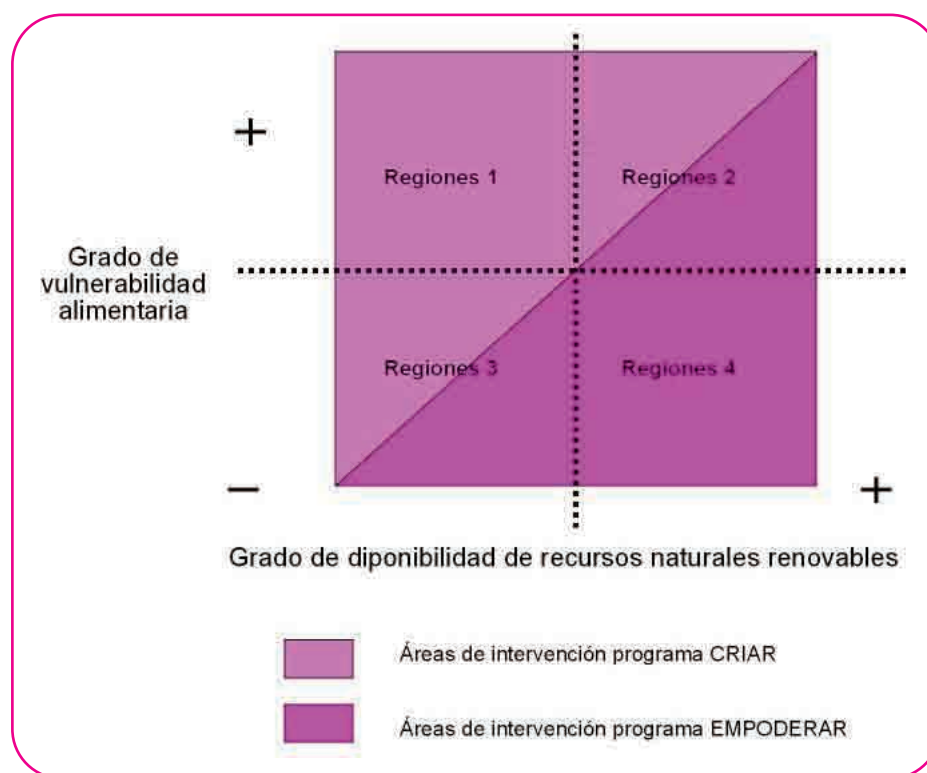 +
Regiones 1
Regiones 2
Grado de
vulnerabilidad
alimentaria
Regiones 3
Regiones 4
−
+
Grado de diponibilidad de recursos naturales renovables
Áreas de intervención programa CRIAR
Áreas de intervención programa EMPODERAR